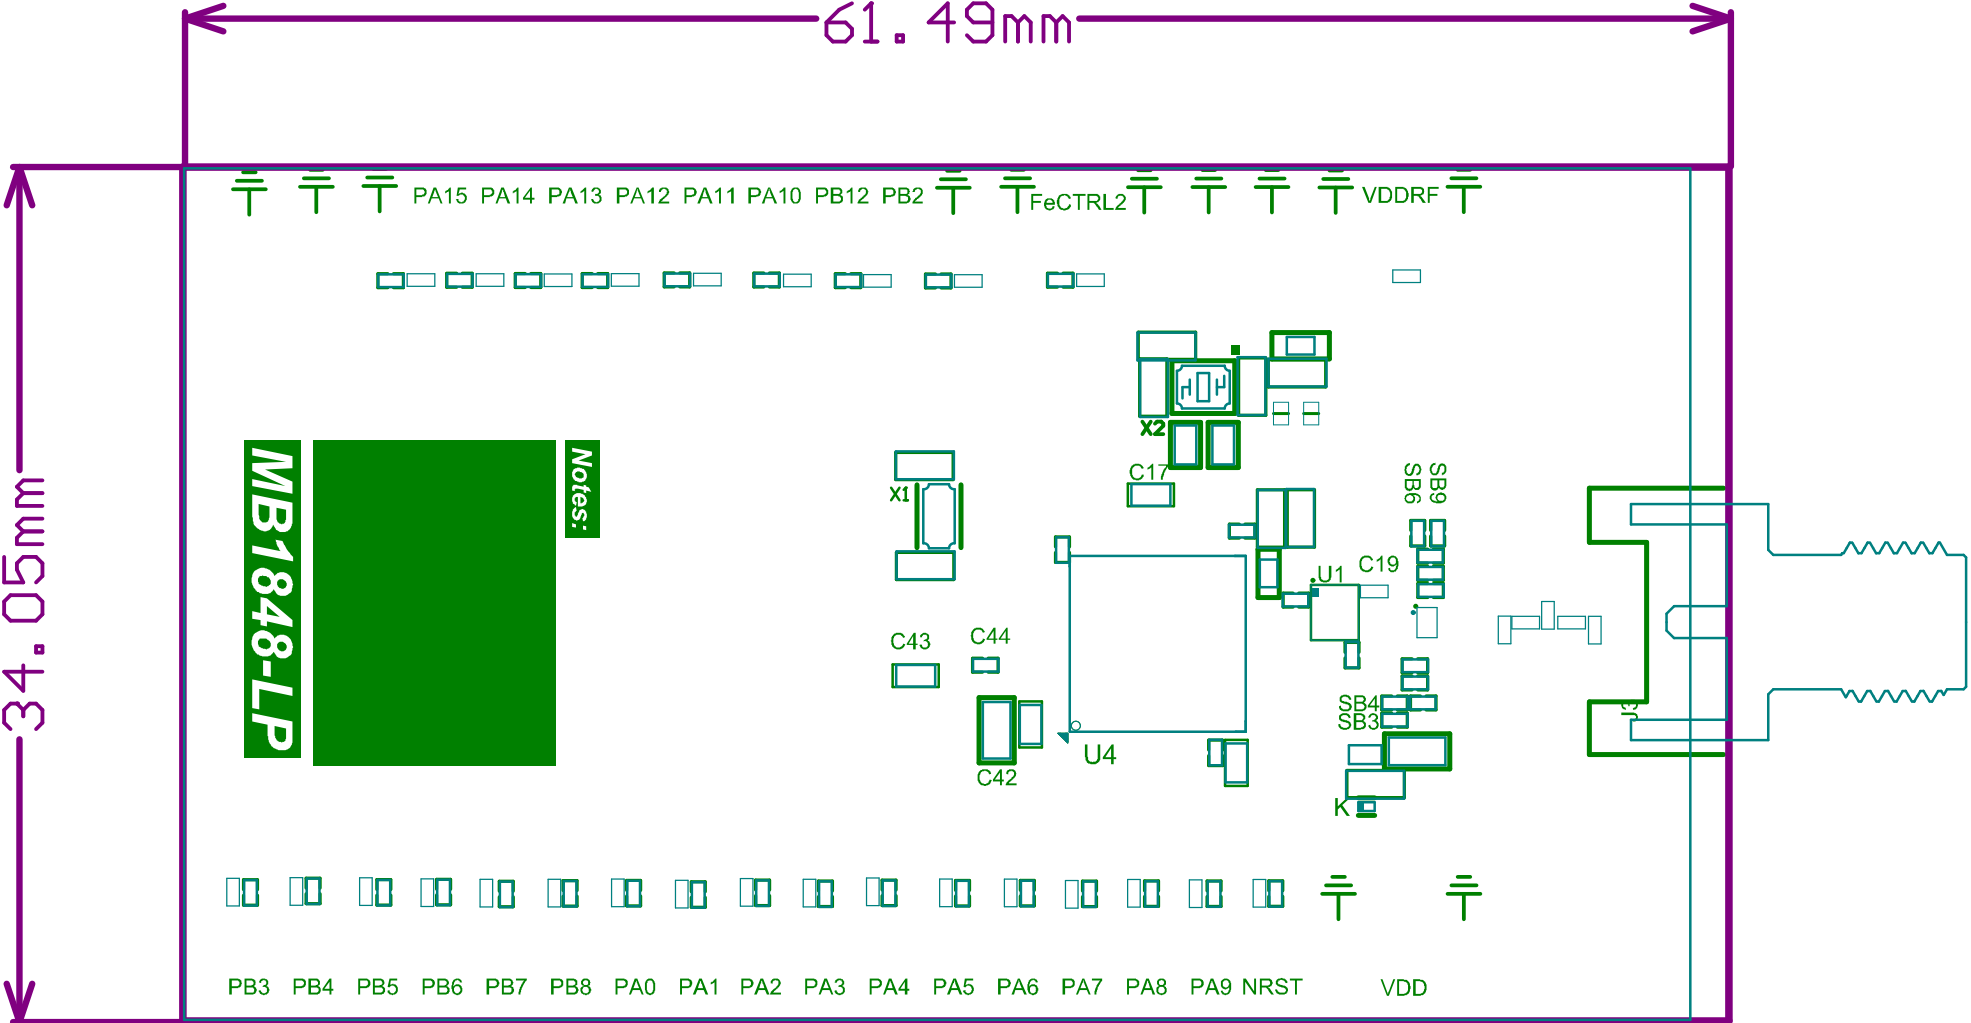 61.49mm
PA15 PA14 PA13 PA12 PA11 PA10 PB12 PB2 FeCTRL2 VDDRF
X2
MB1848-LP
Notes:
C17
SB6
SB9
X1
U1
C19
C43
C44
34.05mm
SB4
J3
SB3
U4
C42
K
PB3 PB4 PB5 PB6 PB7 PB8 PA0 PA1 PA2 PA3 PA4 PA5 PA6 PA7 PA8 PA9 NRST VDD